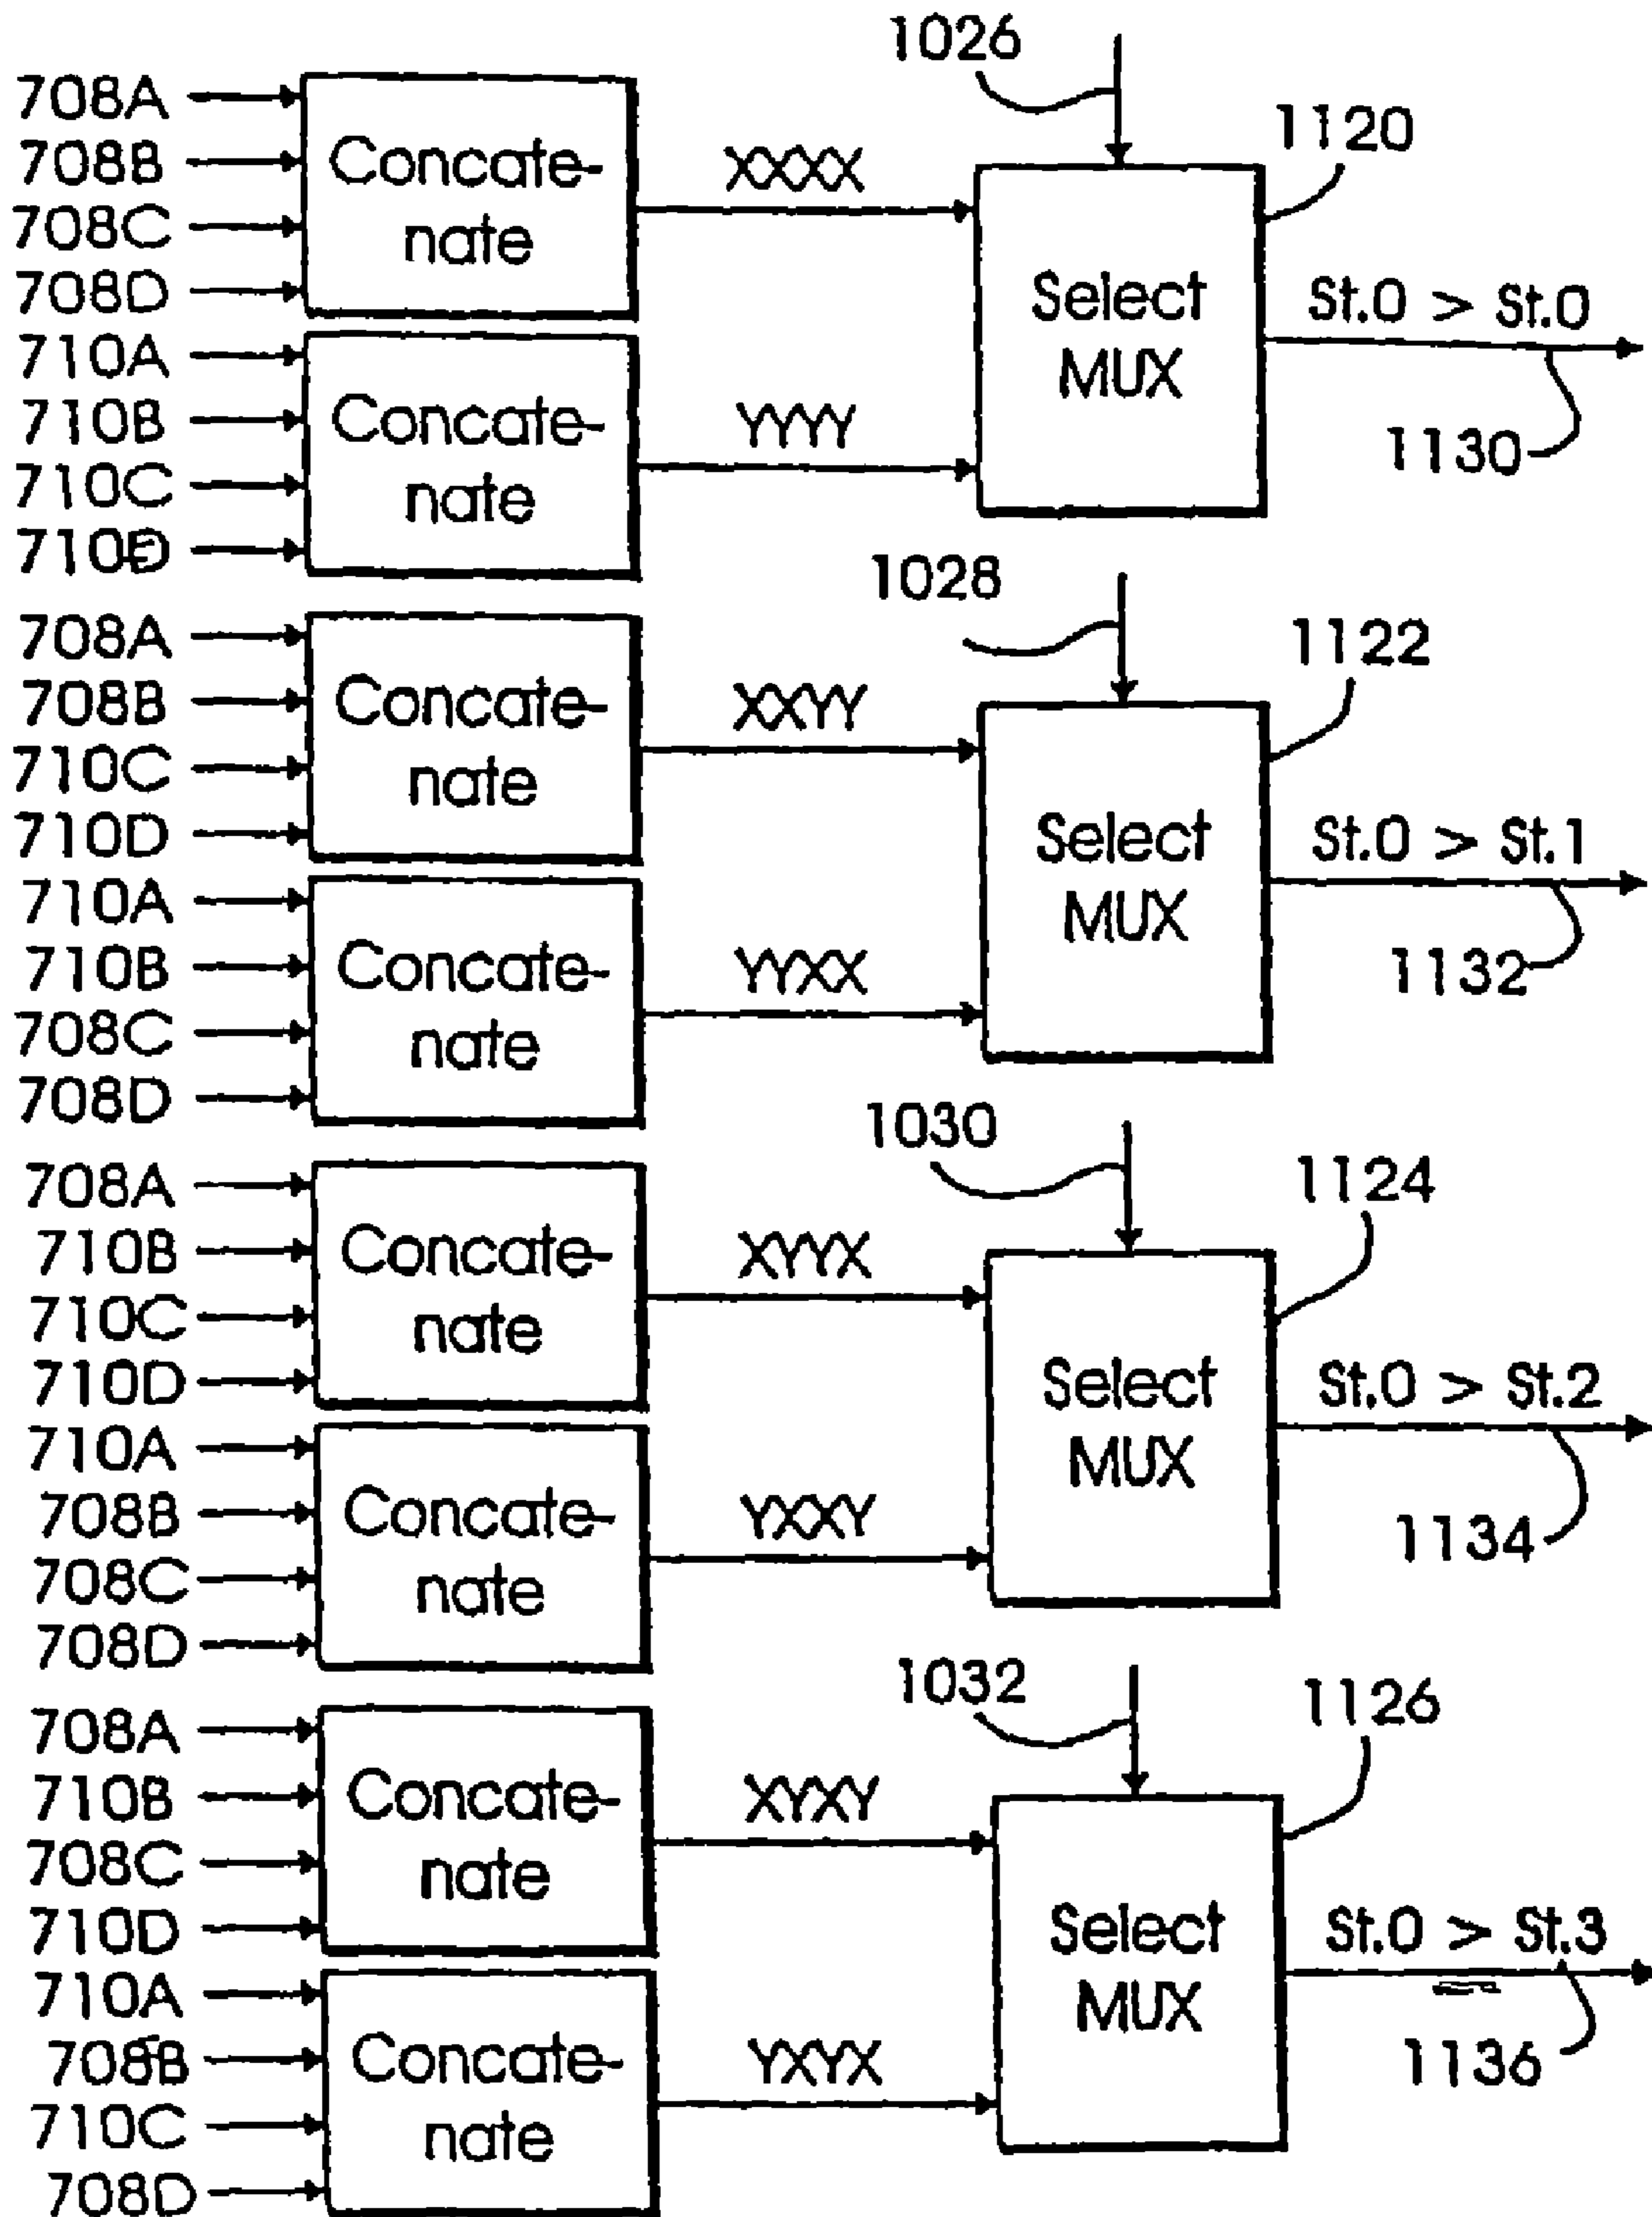 1026
708A
708B
708C
708D
Concate-
nate
XXXX
1120
Select
MUX
St.0 > St.0
1130
710A
710B
710C
710D
Concate-
nate
YYYY
1028
708A
708B
710C
710D
Concate-
nate
XXYY
1122
Select
MUX
St.0 > St.1
1132
710A
710B
708C
708D
Concate-
nate
YYXX
1030
708A
710B
710C
710D
Concate-
nate
XYYX
1124
Select
MUX
St.0 > St.2
1134
710A
708B
708C
708D
Concate-
nate
YXXY
1032
708A
710B
708C
710D
Concate-
nate
XYXY
1126
Select
MUX
St.0 > St.3
1136
710A
708B
710C
708D
Concate-
nate
YXYX